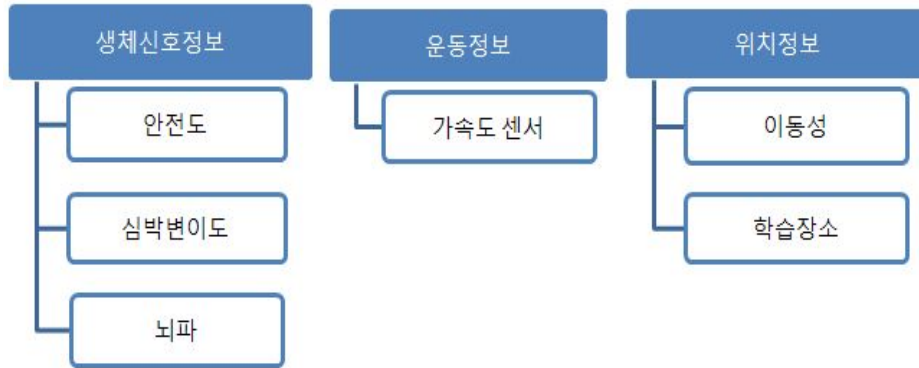 생체신호정보
안전도
심박변이도
뇌파
운동정보
가속도 센서
위치정보
이동성
학습장소